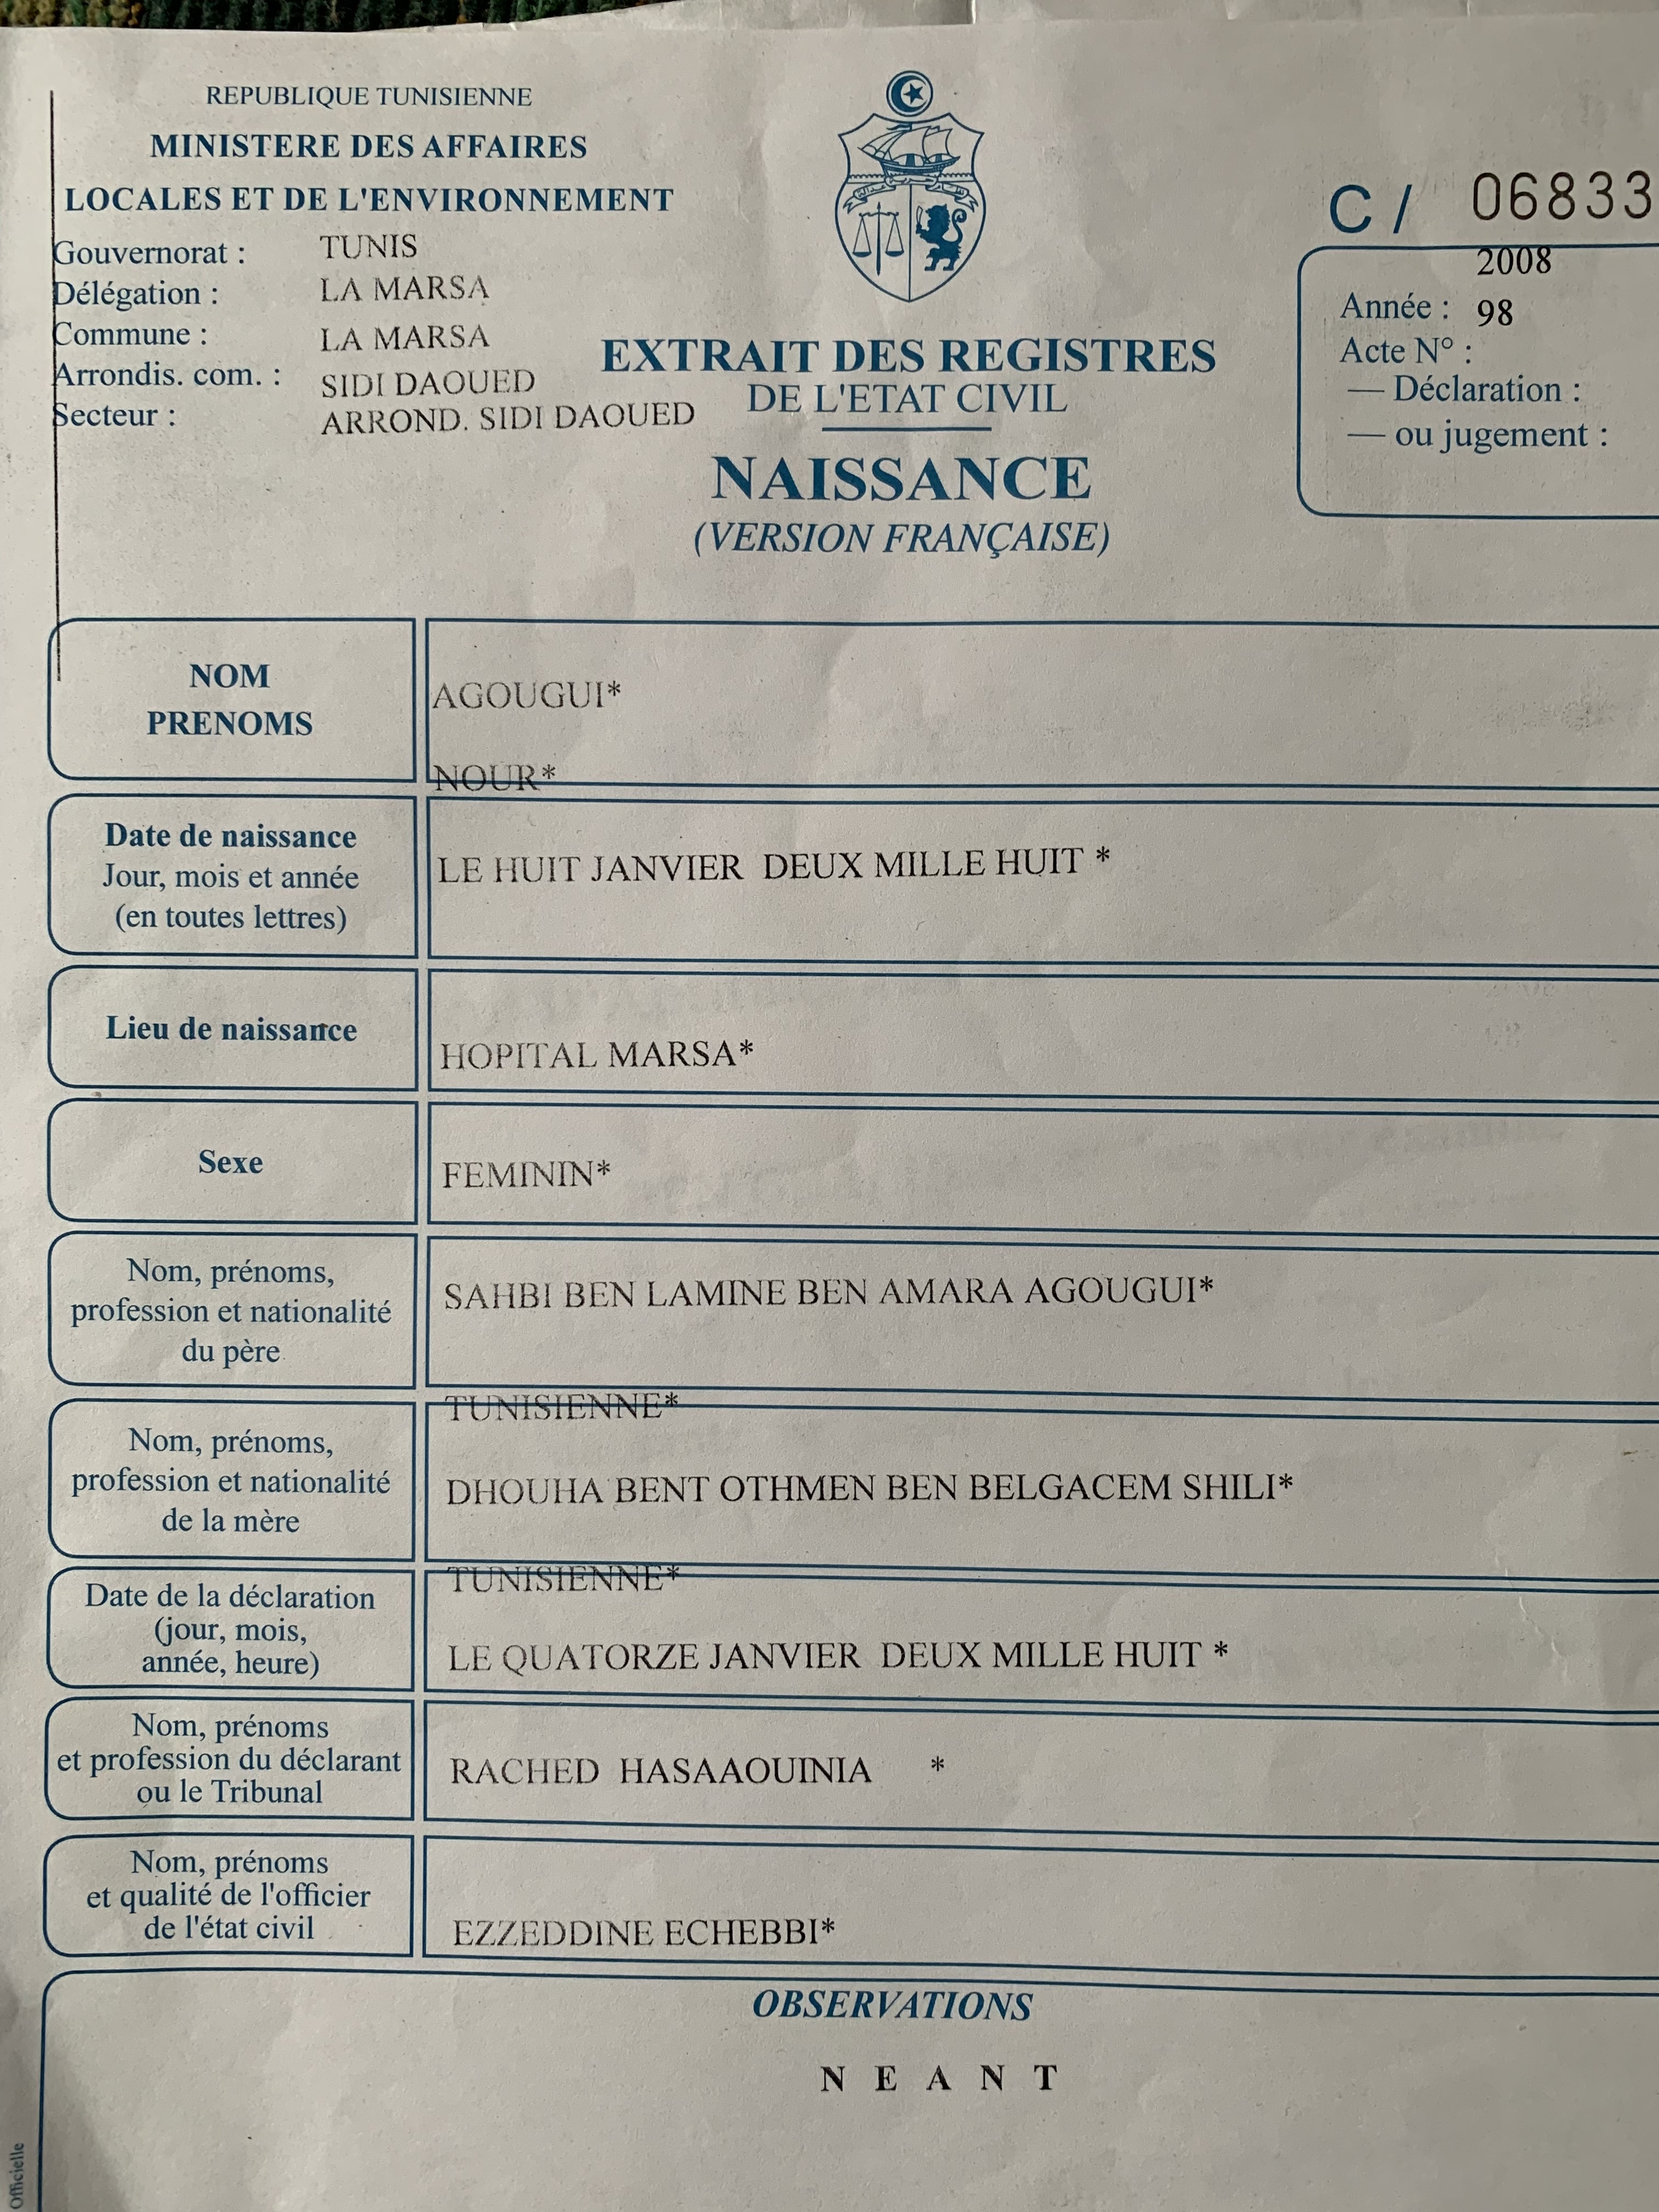 REPUBLIQUE TUNISIENNE
MINISTERE DES AFFAIRES
LOCALES ET DE L'ENVIRONNEMENT
Gouvernorat : TUNIS
Délégation : LA MARSA
Commune : LA MARSA
Arrondis. com. : SIDI DAOUED
Secteur : ARROND. SIDI DAOUED
EXTRAIT DES REGISTRES
DE L'ETAT CIVIL
NAISSANCE
(VERSION FRANÇAISE)
C / 06833
2008
Année : 98
Acte N° :
— Déclaration :
— ou jugement :
NOM
PRENOMS
AGOUGUI*
NOUR*
Date de naissance
Jour, mois et année
(en toutes lettres)
LE HUIT JANVIER DEUX MILLE HUIT *
Lieu de naissance
HOPITAL MARSA*
Sexe
FEMININ*
Nom, prénoms,
profession et nationalité
du père
SAHBI BEN LAMINE BEN AMARA AGOUGUI*
TUNISIENNE*
Nom, prénoms,
profession et nationalité
de la mère
DHOUHA BENT OTHMEN BEN BELGACEM SHILI*
TUNISIENNE*
Date de la déclaration
(jour, mois,
année, heure)
LE QUATORZE JANVIER DEUX MILLE HUIT *
Nom, prénoms
et profession du déclarant
ou le Tribunal
RACHED HASAAOUINIA *
Nom, prénoms
et qualité de l'officier
de l'état civil
EZZEDDINE ECHEBBI*
OBSERVATIONS
N E A N T
Officielle